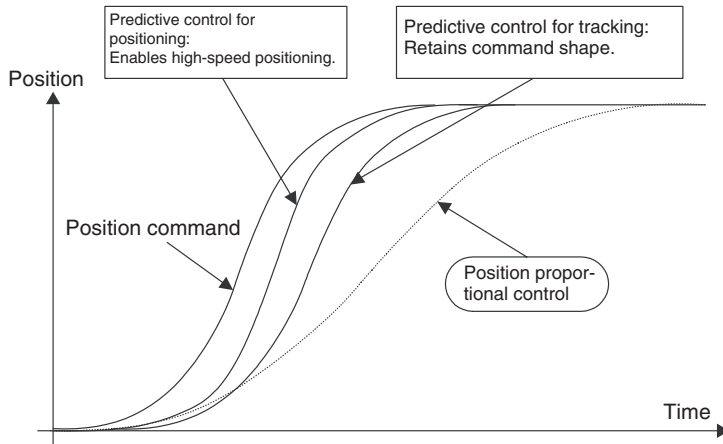 Predictive control for
positioning:
Enables high-speed positioning.
Predictive control for tracking:
Retains command shape.
Position
Position command
Position propor-
tional control
Time